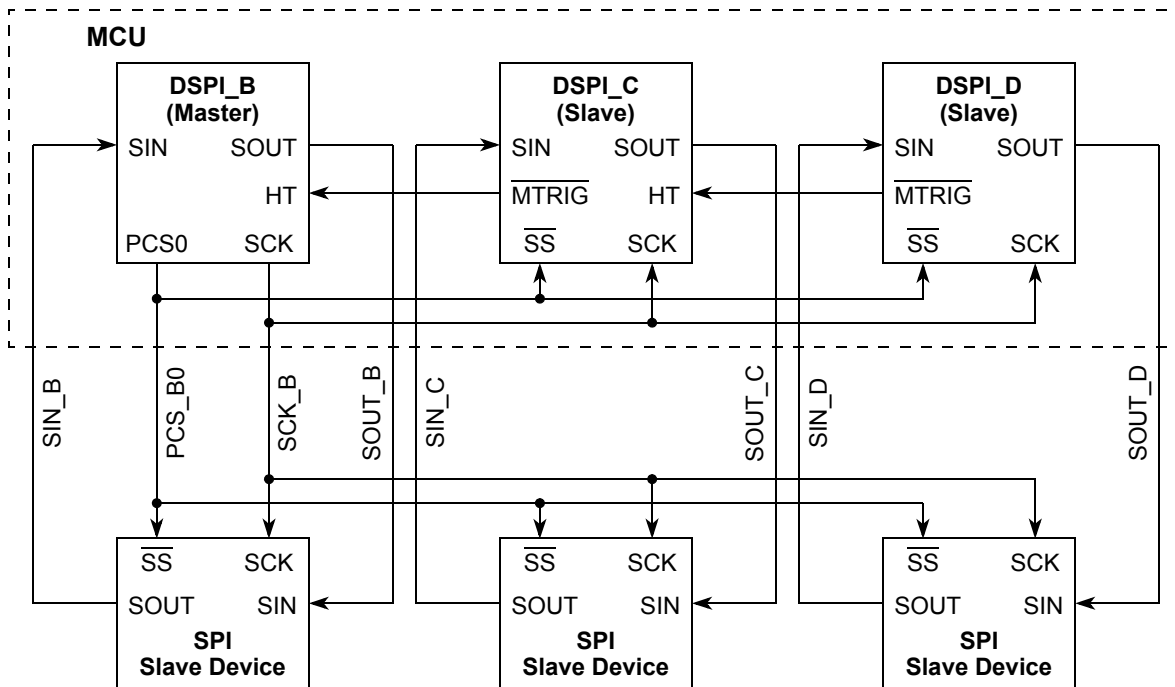 MCU
DSPI_B
(Master)
SIN SOUT
HT
PCS0 SCK
DSPI_C
(Slave)
SIN SOUT
MTRIG HT
SS SCK
DSPI_D
(Slave)
SIN SOUT
MTRIG
SS SCK
SIN_B
PCS_B0
SCK_B
SOUT_B
SIN_C
SOUT_C
SIN_D
SOUT_D
SS SCK
SOUT SIN
SPI
Slave Device
SS SCK
SOUT SIN
SPI
Slave Device
SS SCK
SOUT SIN
SPI
Slave Device